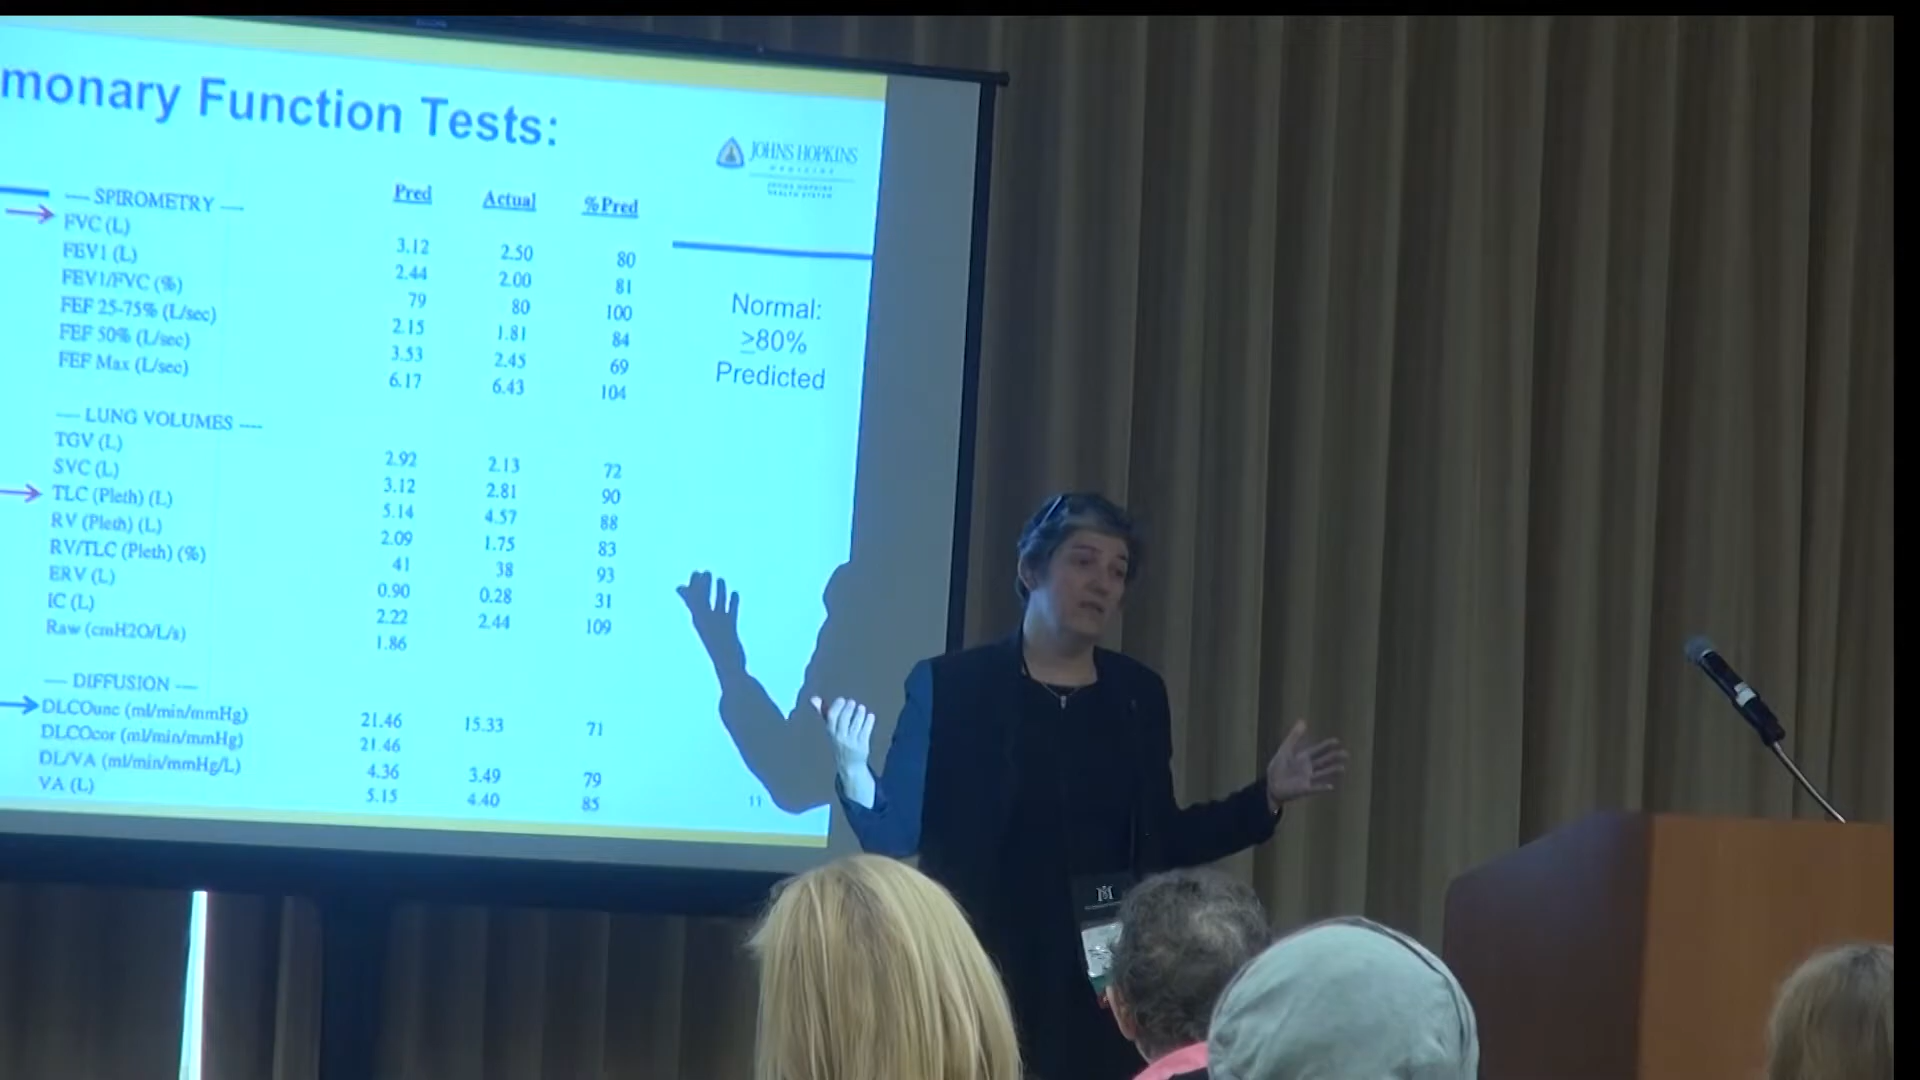 monary Function Tests:
JOHNS HOPKINS
MEDICINE
JOHNS HOPKINS
HEALTH SYSTEM
Pred Actual %Pred
---- SPIROMETRY ----
FVC (L) 3.12 2.50 80
FEV1 (L) 2.44 2.00 81
FEV1/FVC (%) 79 80 100
FEF 25-75% (L/sec) 2.15 1.81 84
FEF 50% (L/sec) 3.53 2.45 69
FEF Max (L/sec) 6.17 6.43 104
---- LUNG VOLUMES ----
TGV (L) 2.92 2.13 72
SVC (L) 3.12 2.81 90
TLC (Pleth) (L) 5.14 4.57 88
RV (Pleth) (L) 2.09 1.75 83
RV/TLC (Pleth) (%) 41 38 93
ERV (L) 0.90 0.28 31
IC (L) 2.22 2.44 109
Raw (cmH2O/L/s) 1.86
---- DIFFUSION ----
DLCOunc (ml/min/mmHg) 21.46 15.33 71
DLCOcor (ml/min/mmHg) 21.46
DL/VA (ml/min/mmHg/L) 4.36 3.49 79
VA (L) 5.15 4.40 85
Normal:
≥80%
Predicted
11